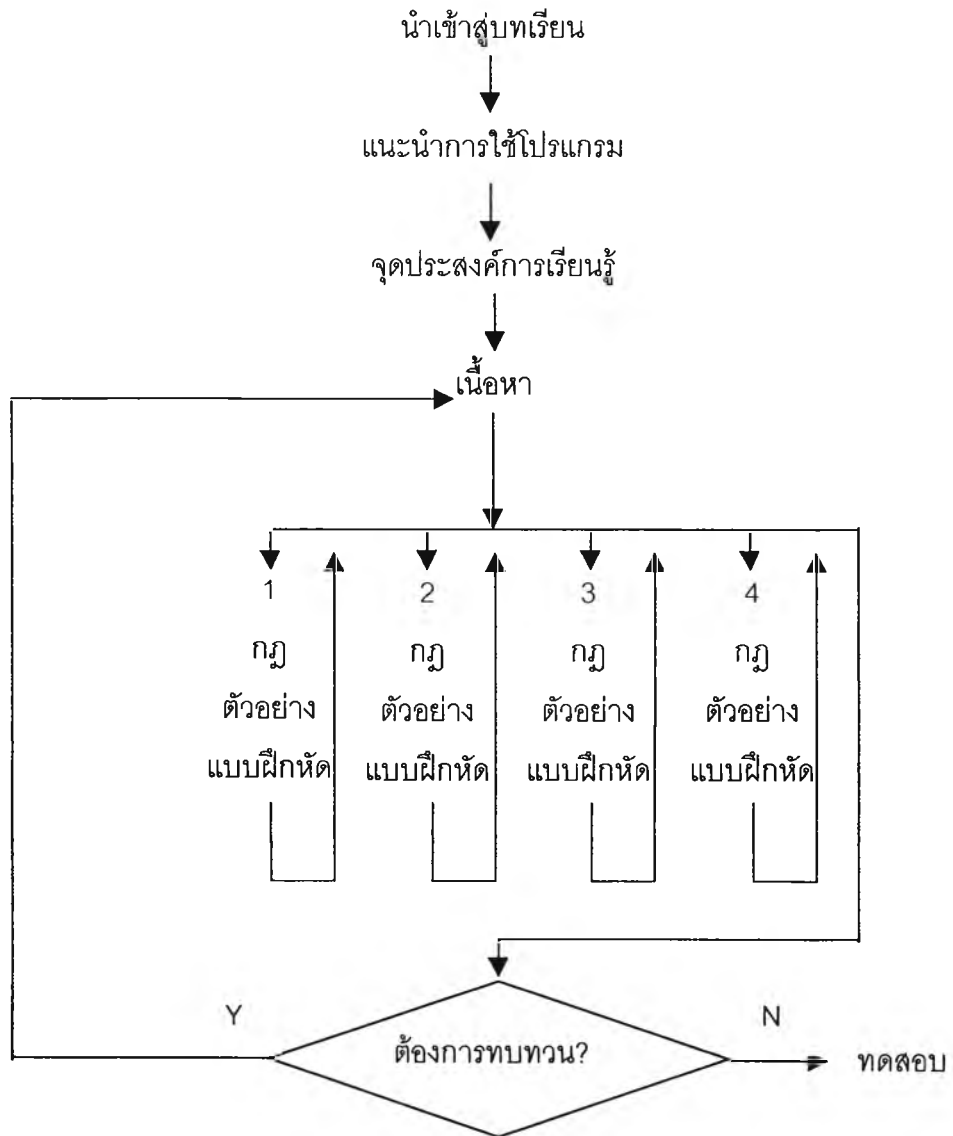 นำเข้าสู่บทเรียน
แนะนำการใช้โปรแกรม
จุดประสงค์การเรียนรู้
เนื้อหา
1 2 3 4
กฎ กฎ กฎ กฎ
ตัวอย่าง ตัวอย่าง ตัวอย่าง ตัวอย่าง
แบบฝึกหัด แบบฝึกหัด แบบฝึกหัด แบบฝึกหัด
Y N
ต้องการทบทวน? ทดสอบ